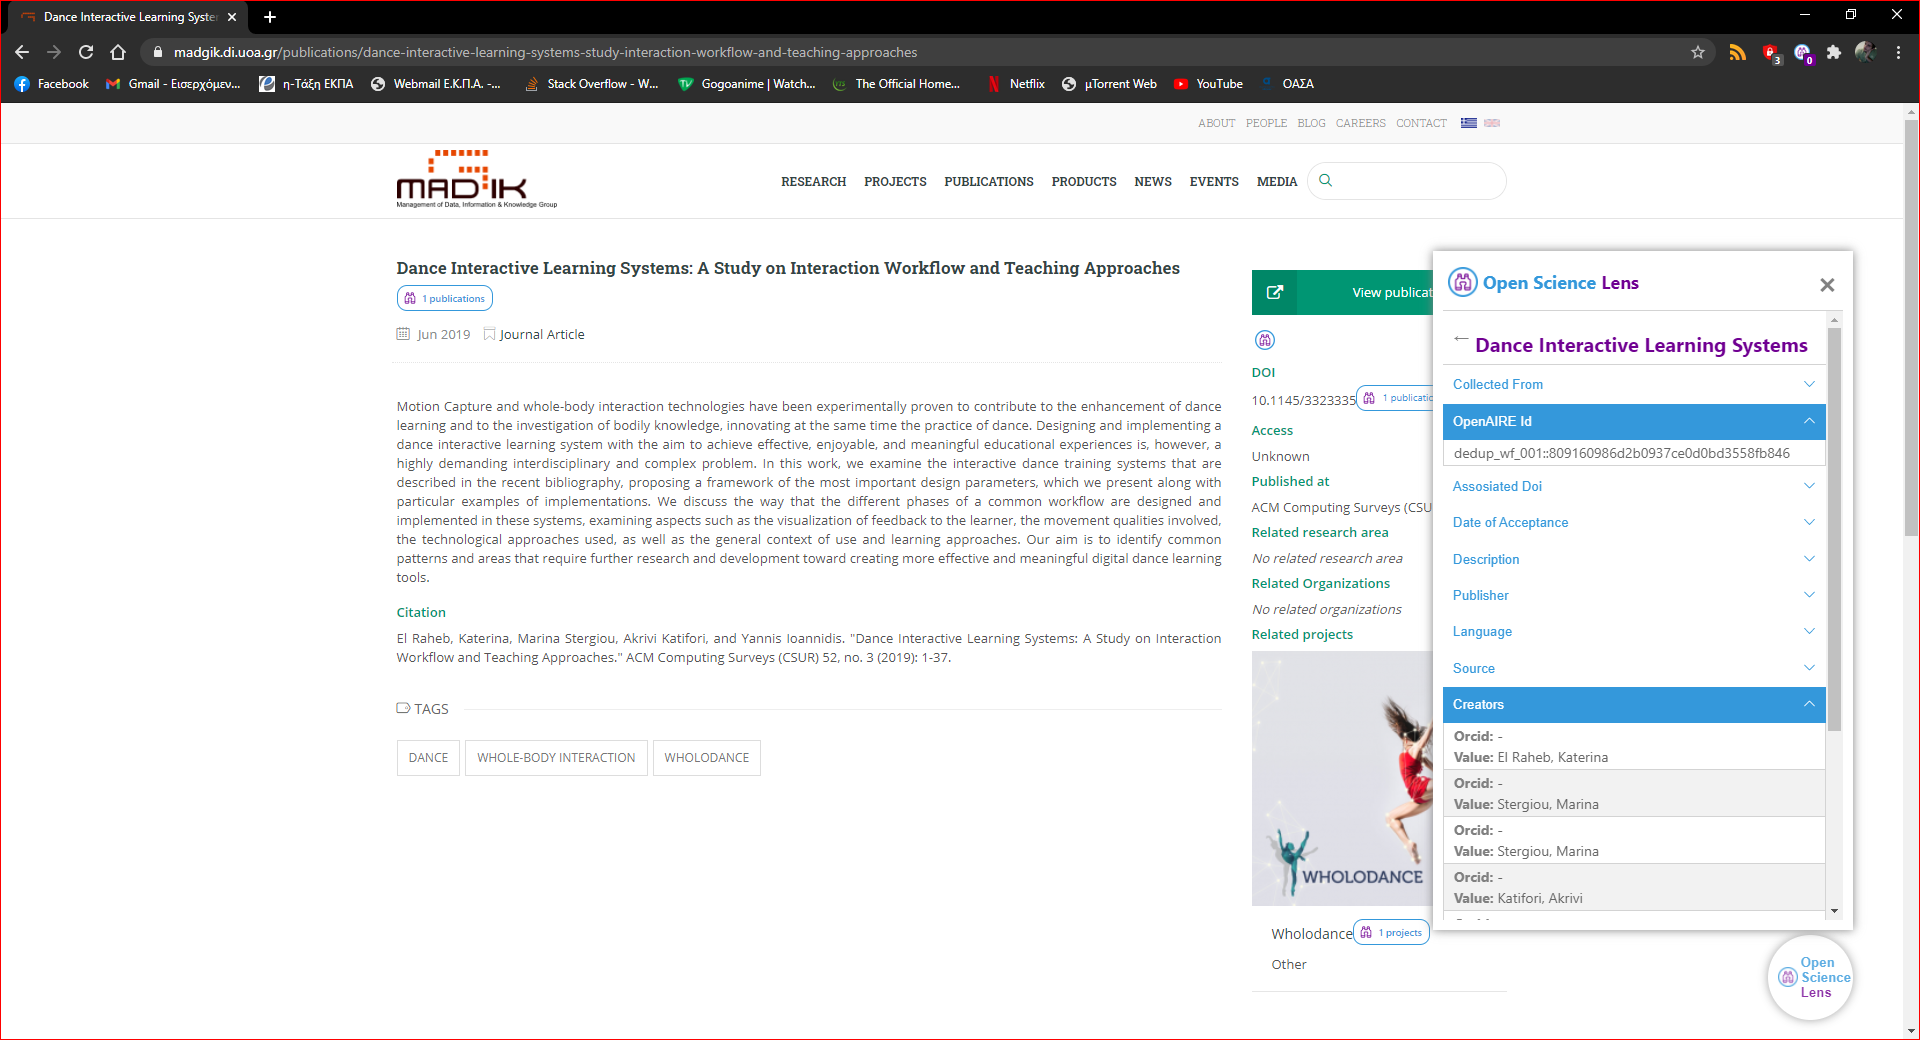 Dance Interactive Learning Syster
madgik.di.uoa.gr/publications/dance-interactive-learning-systems-study-interaction-workflow-and-teaching-approaches
3
0
Facebook
Gmail - Εισερχόμεν...
η-Τάξη ΕΚΠΑ
Webmail Ε.Κ.Π.Α. -...
Stack Overflow - W...
Gogoanime | Watch...
The Official Home...
Netflix
μTorrent Web
YouTube
ΟΑΣΑ
ABOUT PEOPLE BLOG CAREERS CONTACT
MADGIK
Management of Data, Information & Knowledge Group
RESEARCH PROJECTS PUBLICATIONS PRODUCTS NEWS EVENTS MEDIA
Dance Interactive Learning Systems: A Study on Interaction Workflow and Teaching Approaches
1 publications
Jun 2019 Journal Article
Motion Capture and whole-body interaction technologies have been experimentally proven to contribute to the enhancement of dance
learning and to the investigation of bodily knowledge, innovating at the same time the practice of dance. Designing and implementing a
dance interactive learning system with the aim to achieve effective, enjoyable, and meaningful educational experiences is, however, a
highly demanding interdisciplinary and complex problem. In this work, we examine the interactive dance training systems that are
described in the recent bibliography, proposing a framework of the most important design parameters, which we present along with
particular examples of implementations. We discuss the way that the different phases of a common workflow are designed and
implemented in these systems, examining aspects such as the visualization of feedback to the learner, the movement qualities involved,
the technological approaches used, as well as the general context of use and learning approaches. Our aim is to identify common
patterns and areas that require further research and development toward creating more effective and meaningful digital dance learning
tools.
Citation
El Raheb, Katerina, Marina Stergiou, Akrivi Katifori, and Yannis Ioannidis. "Dance Interactive Learning Systems: A Study on Interaction
Workflow and Teaching Approaches." ACM Computing Surveys (CSUR) 52, no. 3 (2019): 1-37.
TAGS
DANCE
WHOLE-BODY INTERACTION
WHOLODANCE
View publicat
DOI
10.1145/3323335 1 publicatio
Access
Unknown
Published at
ACM Computing Surveys (CSU
Related research area
No related research area
Related Organizations
No related organizations
Related projects
WHOLODANCE
Wholodance 1 projects
Other
Open Science Lens
← Dance Interactive Learning Systems
Collected From
OpenAIRE Id
dedup_wf_001::809160986d2b0937ce0d0bd3558fb846
Assosiated Doi
Date of Acceptance
Description
Publisher
Language
Source
Creators
Orcid: -
Value: El Raheb, Katerina
Orcid: -
Value: Stergiou, Marina
Orcid: -
Value: Stergiou, Marina
Orcid: -
Value: Katifori, Akrivi
Open
Science
Lens